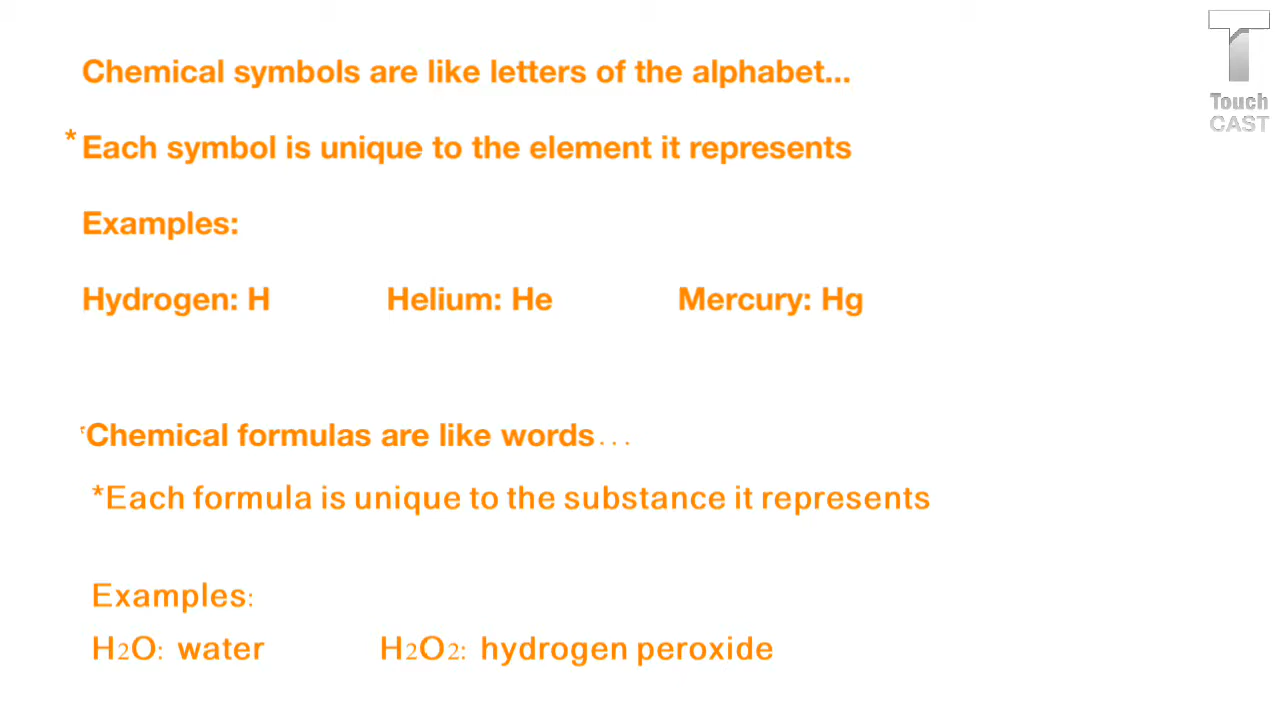 Chemical symbols are like letters of the alphabet...
*Each symbol is unique to the element it represents
Examples:
Hydrogen: H Helium: He Mercury: Hg
*Chemical formulas are like words...
*Each formula is unique to the substance it represents
Examples:
H2O: water H2O2: hydrogen peroxide
T
Touch
CAST